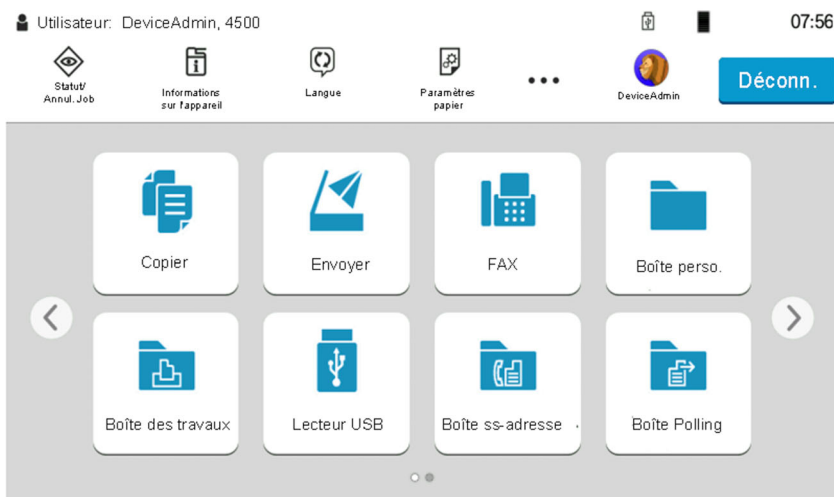 Utilisateur: DeviceAdmin, 4500
07:56
Statut/
Annul. Job
Informations
sur l'appareil
Langue
Paramètres
papier
DeviceAdmin
Déconn.
Copier
Envoyer
FAX
Boîte perso.
Boîte des travaux
Lecteur USB
Boîte ss-adresse
Boîte Polling